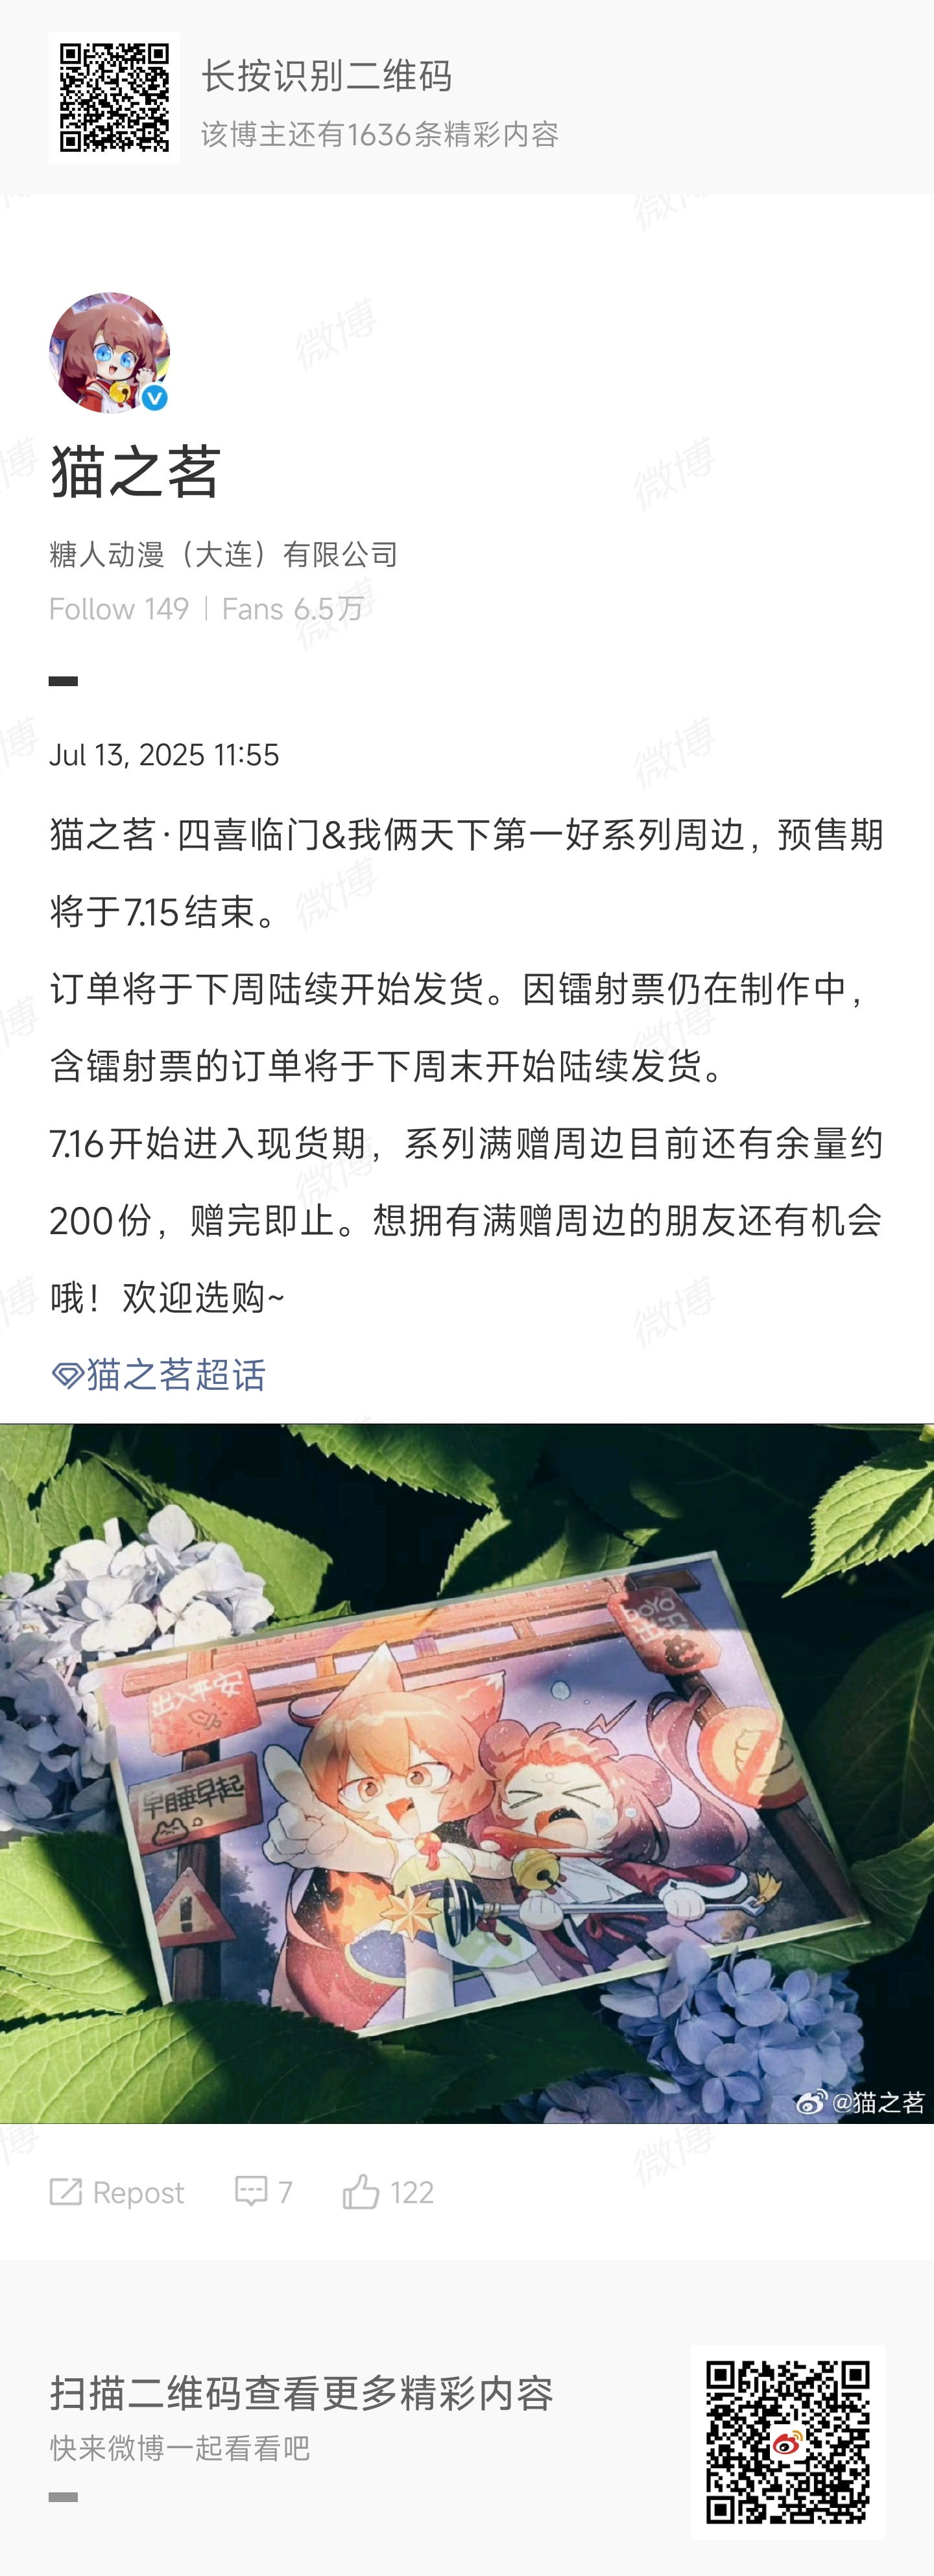 长按识别二维码
该博主还有1636条精彩内容
猫之茗
糖人动漫（大连）有限公司
Follow 149 | Fans 6.5万
Jul 13, 2025 11:55
猫之茗·四喜临门&我俩天下第一好系列周边，预售期
将于7.15结束。
订单将于下周陆续开始发货。因镭射票仍在制作中，
含镭射票的订单将于下周末开始陆续发货。
7.16开始进入现货期，系列满赠周边目前还有余量约
200份，赠完即止。想拥有满赠周边的朋友还有机会
哦！欢迎选购~
猫之茗超话
出入平安
早睡早起
@猫之茗
Repost 7 122
扫描二维码查看更多精彩内容
快来微博一起看看吧
微博